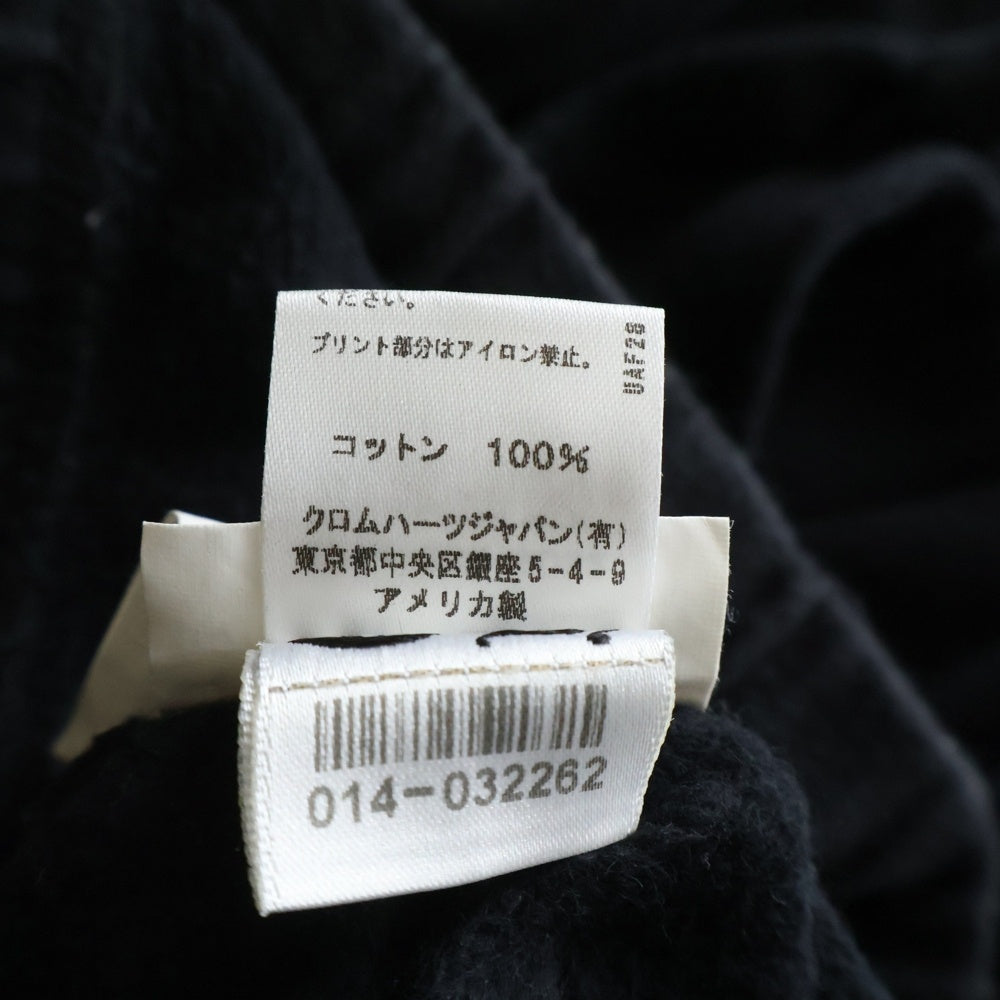 ください。
プリント部分はアイロン禁止。
コットン 100%
クロムハーツジャパン(有)
東京都中央区銀座5-4-9
アメリカ製
014-032262